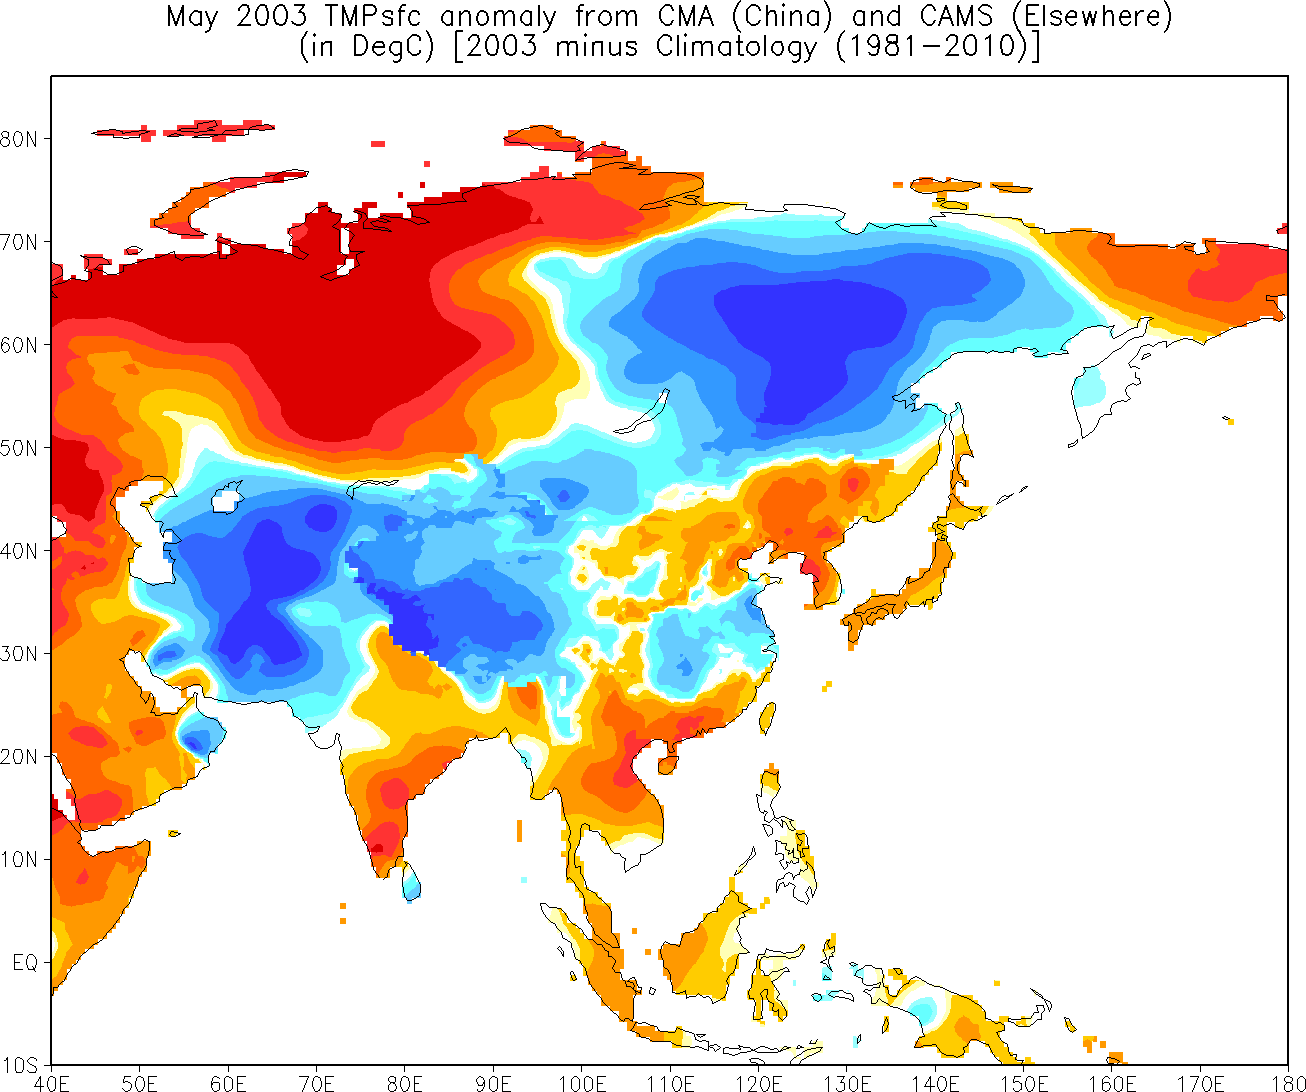 May 2003 TMPsfc anomaly from CMA (China) and CAMS (Elsewhere)
(in DegC) [2003 minus Climatology (1981-2010)]
80N
70N
60N
50N
40N
30N
20N
10N
EQ
10S
40E 50E 60E 70E 80E 90E 100E 110E 120E 130E 140E 150E 160E 170E 180